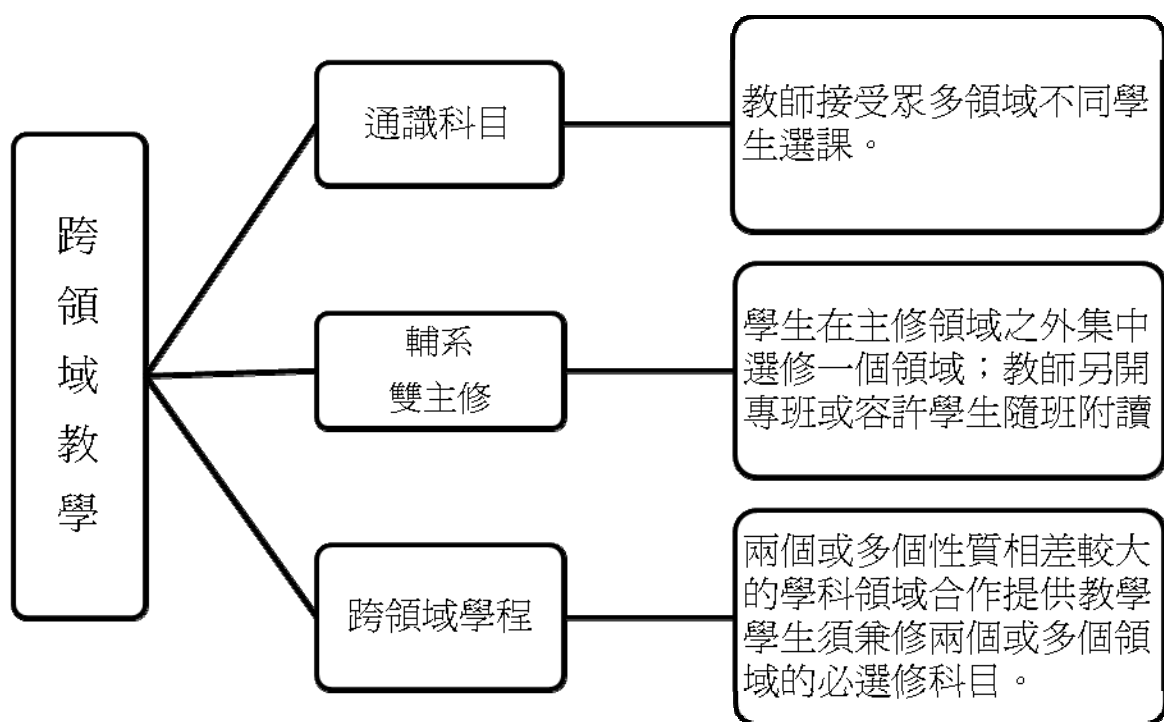 跨領域教學
通識科目
教師接受眾多領域不同學
生選課。
輔系
雙主修
學生在主修領域之外集中
選修一個領域；教師另開
專班或容許學生隨班附讀
跨領域學程
兩個或多個性質相差較大
的學科領域合作提供教學
學生須兼修兩個或多個領
域的必選修科目。